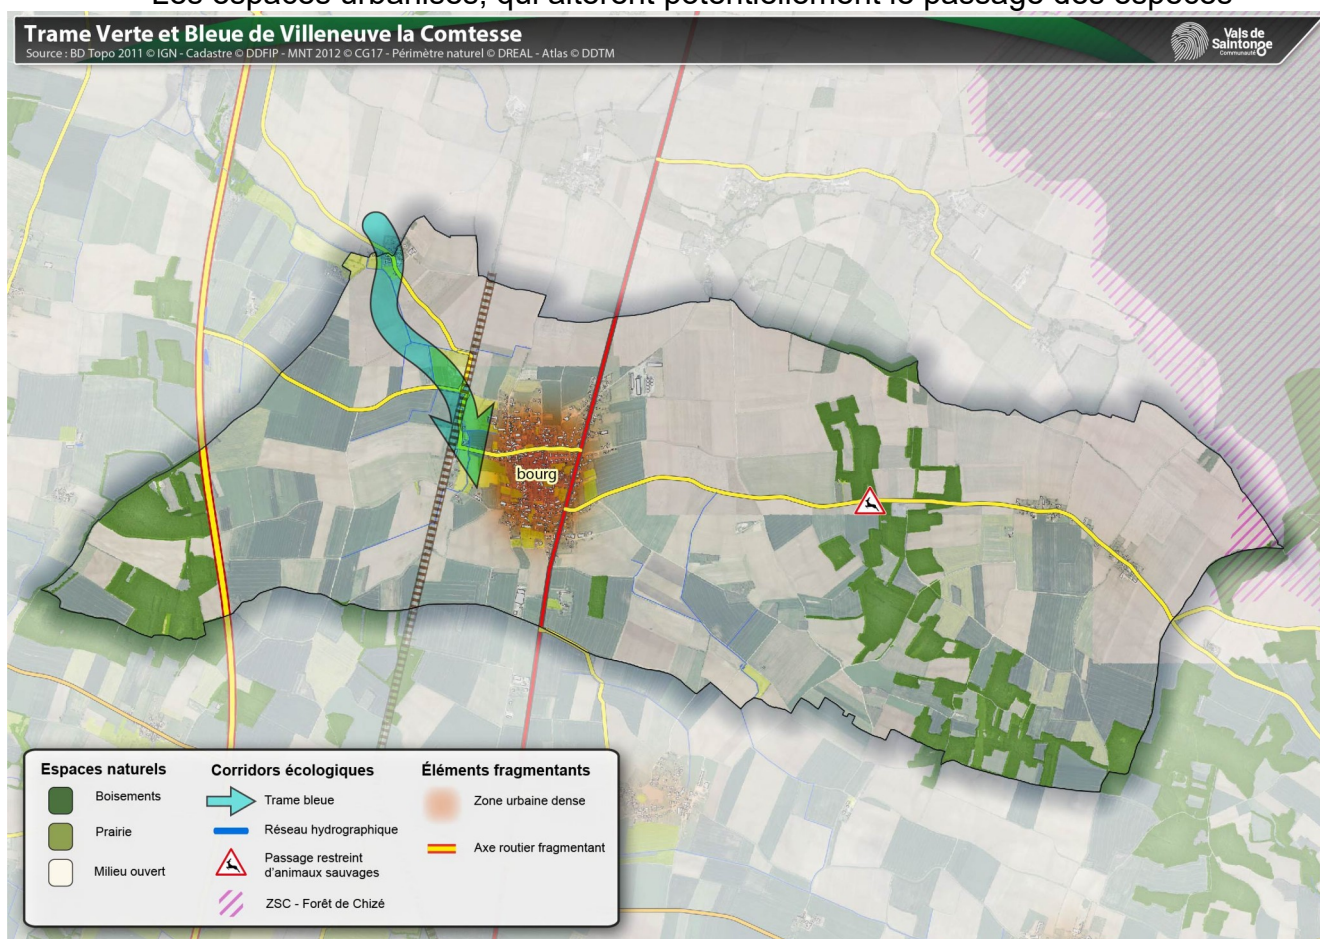 Les espaces urbanisés, qui altèrent potentiellement le passage des espèces
Trame Verte et Bleue de Villeneuve la Comtesse
Source : BD Topo 2011 © IGN - Cadastre © DDFIP - MNT 2012 © CG17 - Périmètre naturel © DREAL - Atlas © DDTM
Vals de
Saintonge
Communauté
bourg
Espaces naturels
Boisements
Prairie
Milieu ouvert
Corridors écologiques
Trame bleue
Réseau hydrographique
Passage restreint
d'animaux sauvages
ZSC - Forêt de Chizé
Éléments fragmentants
Zone urbaine dense
Axe routier fragmentant